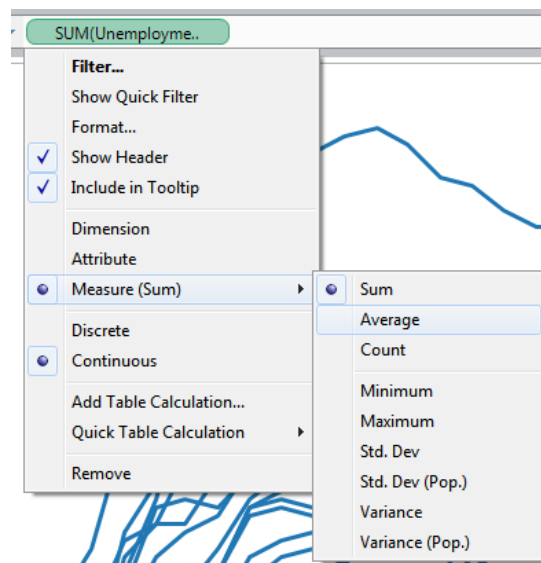 SUM(Unemployme..
Filter...
Show Quick Filter
Format...
Show Header
Include in Tooltip
Dimension
Attribute
Measure (Sum)
Discrete
Continuous
Add Table Calculation...
Quick Table Calculation
Remove
Sum
Average
Count
Minimum
Maximum
Std. Dev
Std. Dev (Pop.)
Variance
Variance (Pop.)